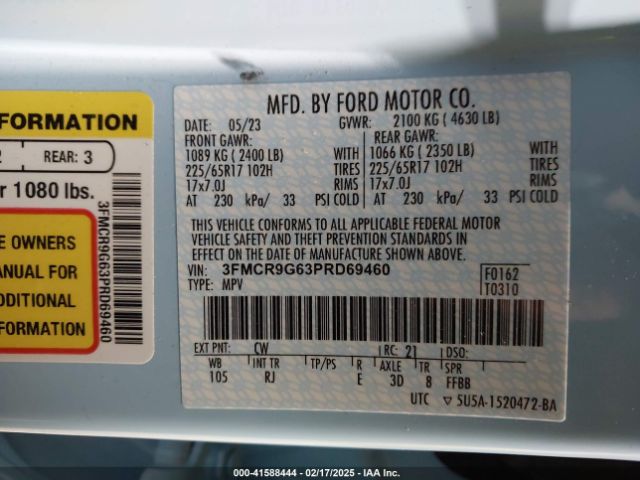 FORMATION
2 REAR: 3
r 1080 lbs.
E OWNERS
ANUAL FOR
DDITIONAL
FORMATION
3FMCR9G63PRD69460
MFD. BY FORD MOTOR CO.
DATE: 05/23 GVWR: 2100 KG ( 4630 LB)
FRONT GAWR: REAR GAWR:
1089 KG ( 2400 LB) WITH 1066 KG ( 2350 LB) WITH
225/65R17 102H TIRES 225/65R17 102H TIRES
17x7.0J RIMS 17x7.0J RIMS
AT 230 kPa/ 33 PSI COLD AT 230 kPa/ 33 PSI COLD
THIS VEHICLE CONFORMS TO ALL APPLICABLE FEDERAL MOTOR
VEHICLE SAFETY AND THEFT PREVENTION STANDARDS IN
EFFECT ON THE DATE OF MANUFACTURE SHOWN ABOVE.
VIN: 3FMCR9G63PRD69460 F0162
TYPE: MPV T0310
EXT PNT: CW RC: 21 DSO:
WB INT TR TP/PS R AXLE TR SPR
105 RJ E 3D 8 FFBB
UTC ▽ 5U5A-1520472-BA
000-41588444 - 02/17/2025 - IAA Inc.